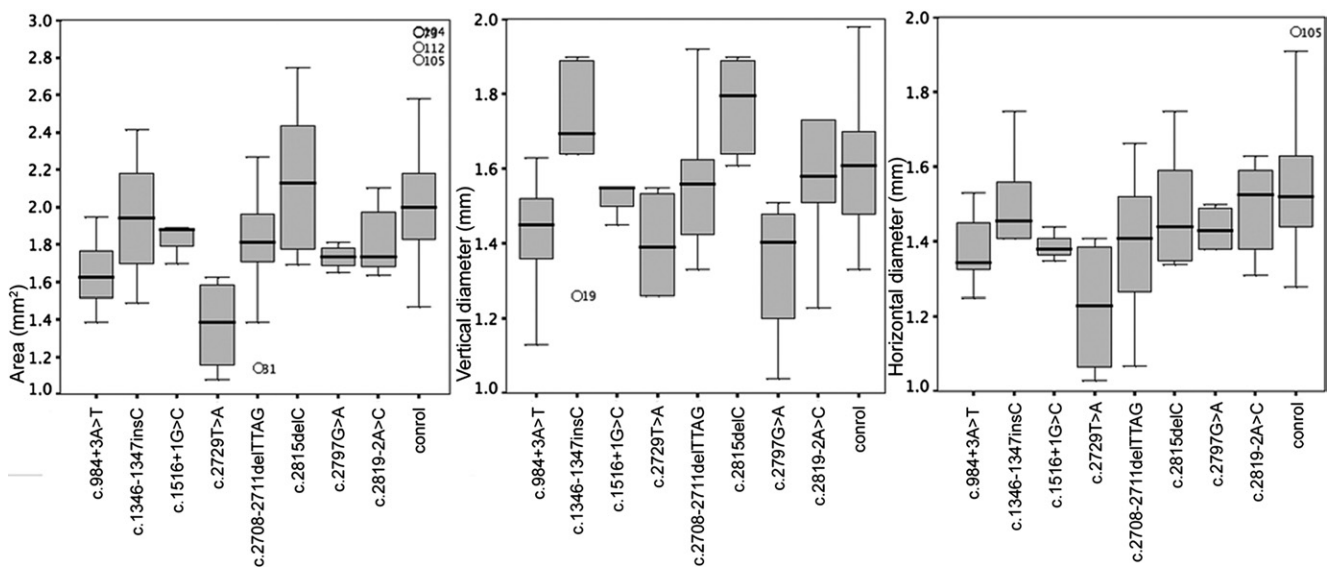 Area (mm²)
3.0
2.8
2.6
2.4
2.2
2.0
1.8
1.6
1.4
1.2
1.0
112
105
31
c.984+3A>T
c.1346-1347insC
c.1516+1G>C
c.2729T>A
c.2708-2711delTTAG
c.2815delC
c.2797G>A
c.2819-2A>C
conrol
Vertical diameter (mm)
2.0
1.8
1.6
1.4
1.2
1.0
19
c.984+3A>T
c.1346-1347insC
c.1516+1G>C
c.2729T>A
c.2708-2711delTTAG
c.2815delC
c.2797G>A
c.2819-2A>C
conrol
Horizontal diameter (mm)
2.0
1.8
1.6
1.4
1.2
1.0
105
c.984+3A>T
c.1346-1347insC
c.1516+1G>C
c.2729T>A
c.2708-2711delTTAG
c.2815delC
c.2797G>A
c.2819-2A>C
conrol